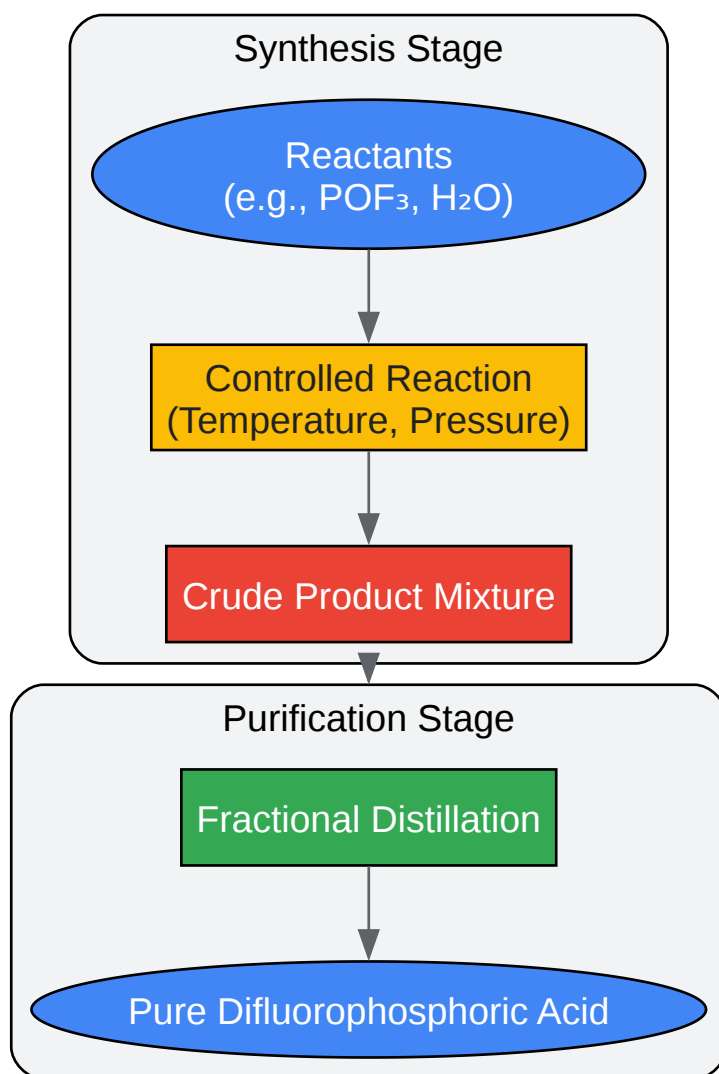 Synthesis Stage
Reactants
(e.g., POF₃, H₂O)
Controlled Reaction
(Temperature, Pressure)
Crude Product Mixture
Purification Stage
Fractional Distillation
Pure Difluorophosphoric Acid